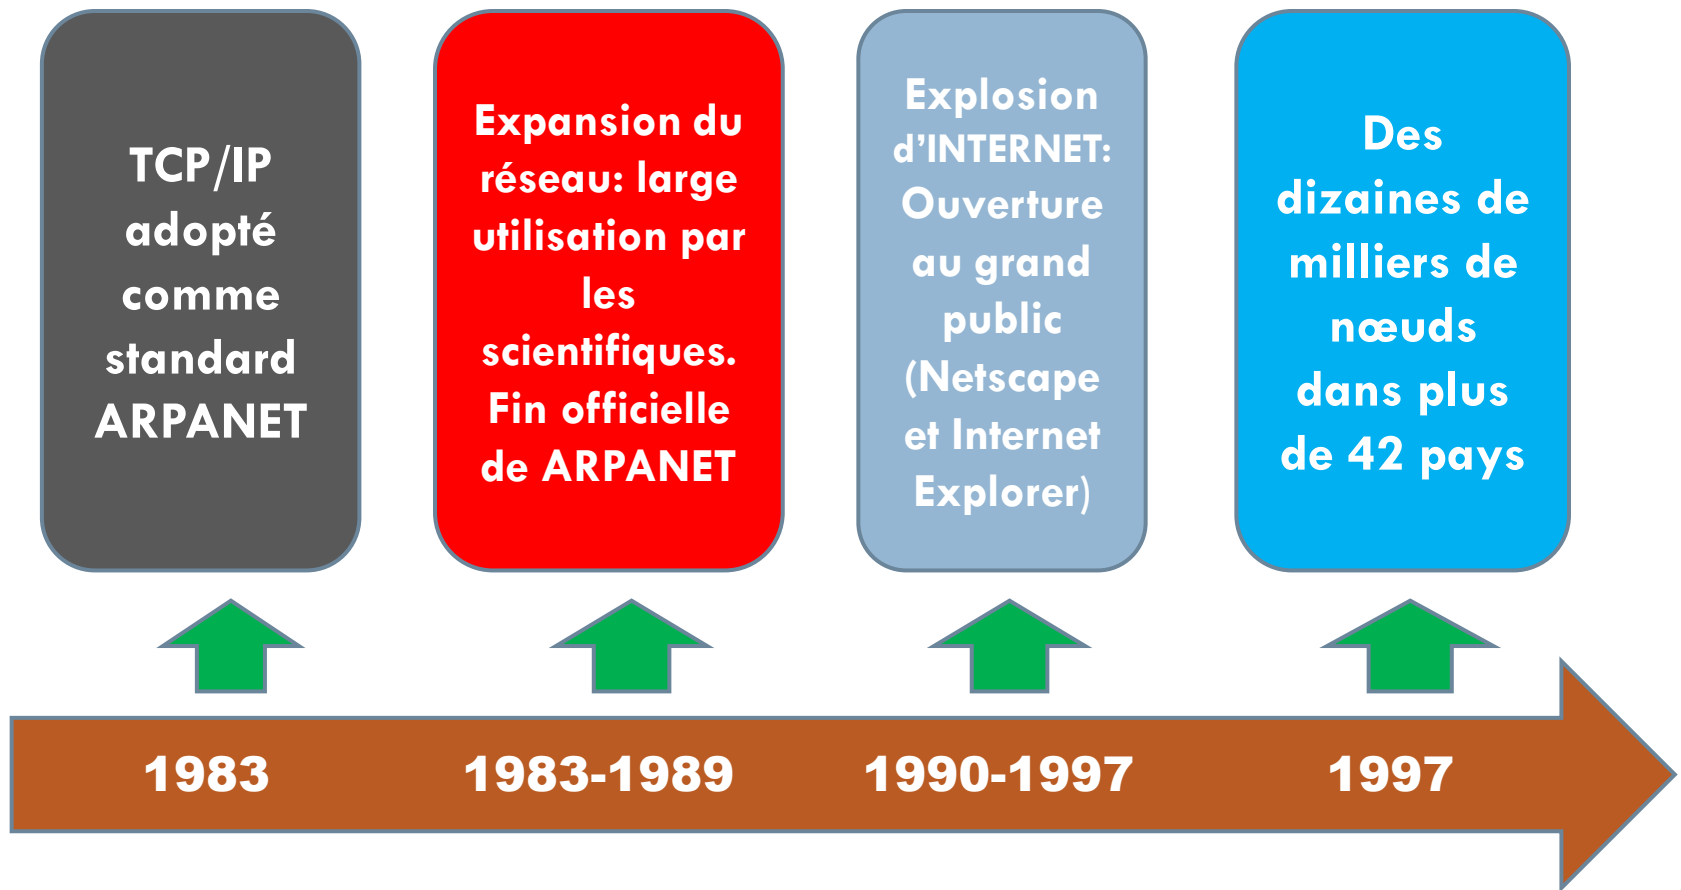 TCP/IP
adopté
comme
standard
ARPANET
Expansion du
réseau: large
utilisation par
les
scientifiques.
Fin officielle
de ARPANET
Explosion
d’INTERNET:
Ouverture
au grand
public
(Netscape
et Internet
Explorer)
Des
dizaines de
milliers de
nœuds
dans plus
de 42 pays
1983
1983-1989
1990-1997
1997